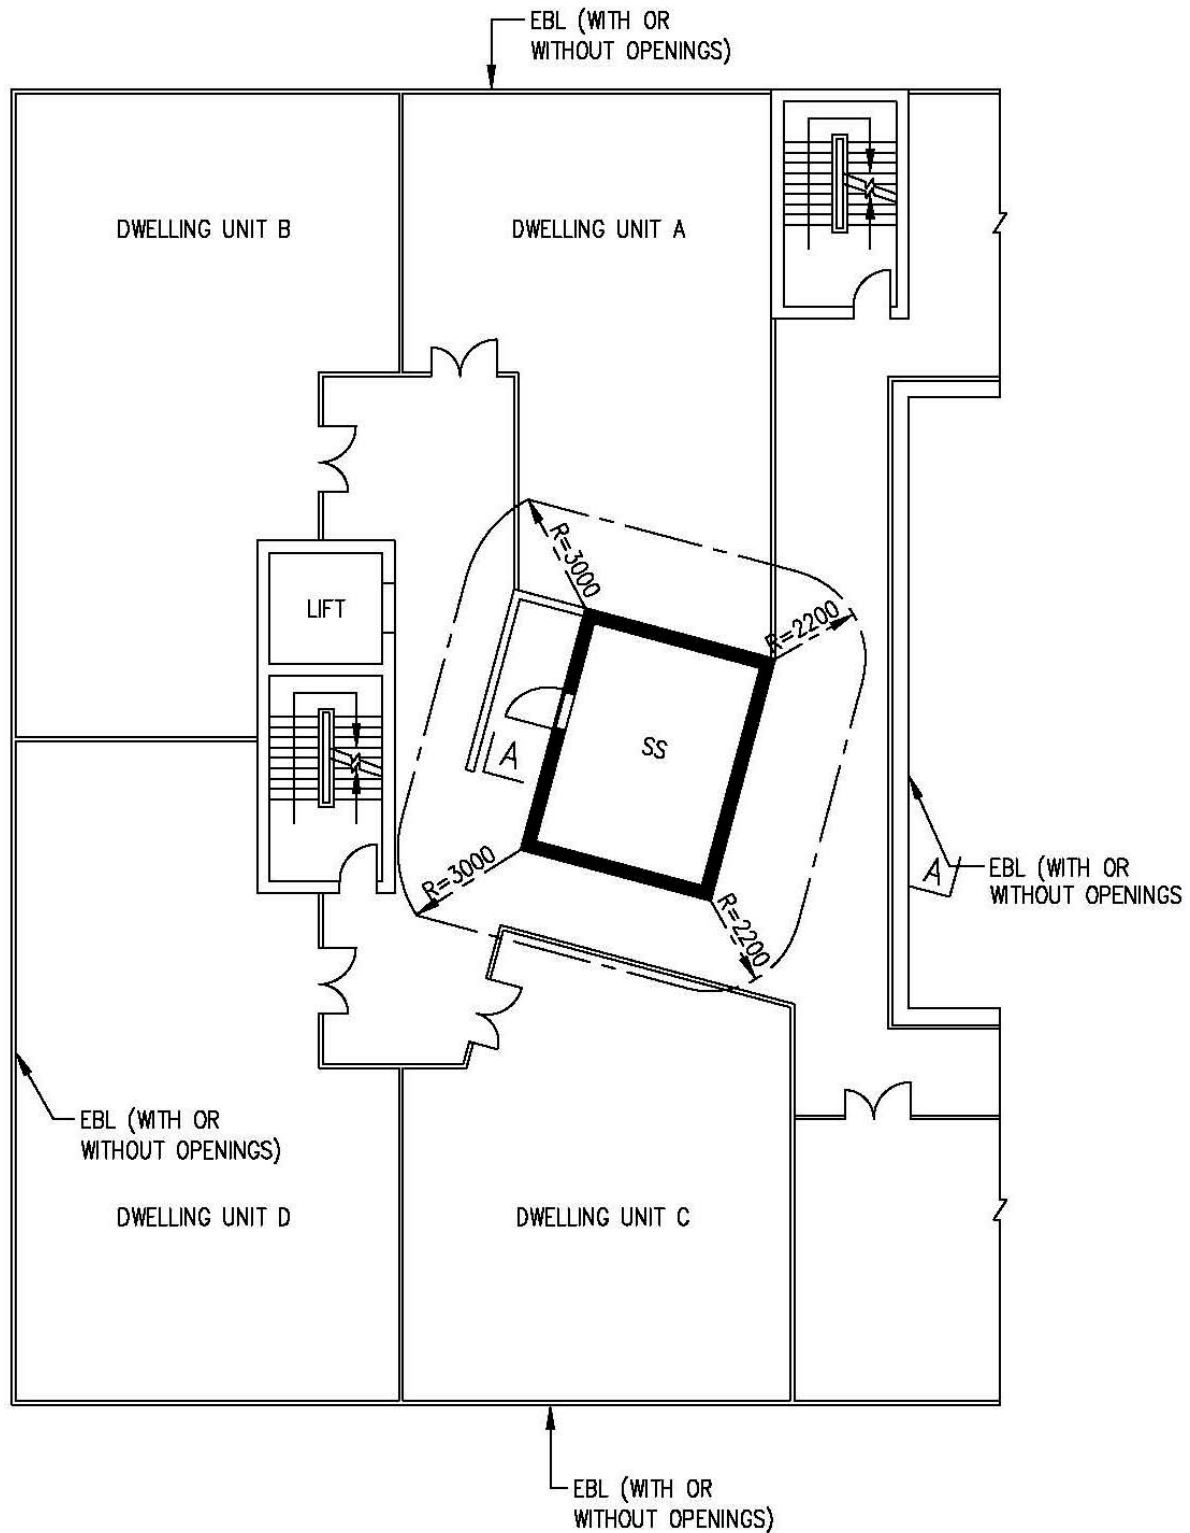 EBL (WITH OR
WITHOUT OPENINGS)
DWELLING UNIT B
DWELLING UNIT A
R=3000
R=2200
LIFT
SS
A
R=3000
R=2200
A
EBL (WITH OR
WITHOUT OPENINGS
EBL (WITH OR
WITHOUT OPENINGS)
DWELLING UNIT D
DWELLING UNIT C
EBL (WITH OR
WITHOUT OPENINGS)